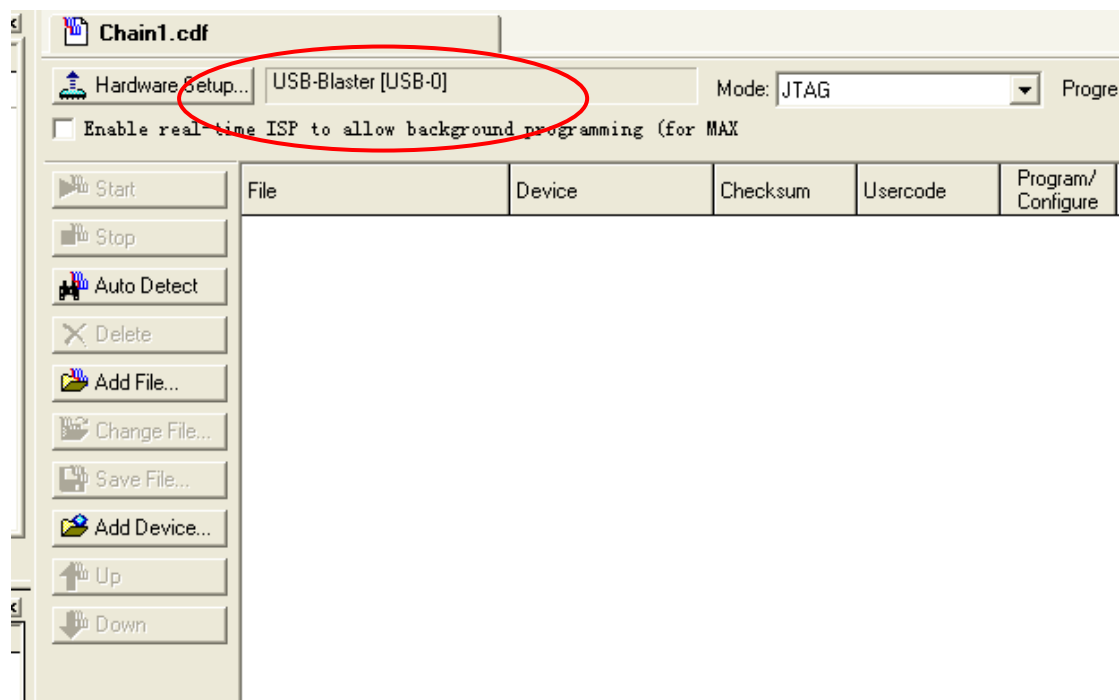 Chain1.cdf
Hardware Setup... USB-Blaster [USB-0] Mode: JTAG Progre
Enable real-time ISP to allow background programming (for MAX
Start File Device Checksum Usercode Program/
Configure
Stop
Auto Detect
Delete
Add File...
Change File...
Save File...
Add Device...
Up
Down